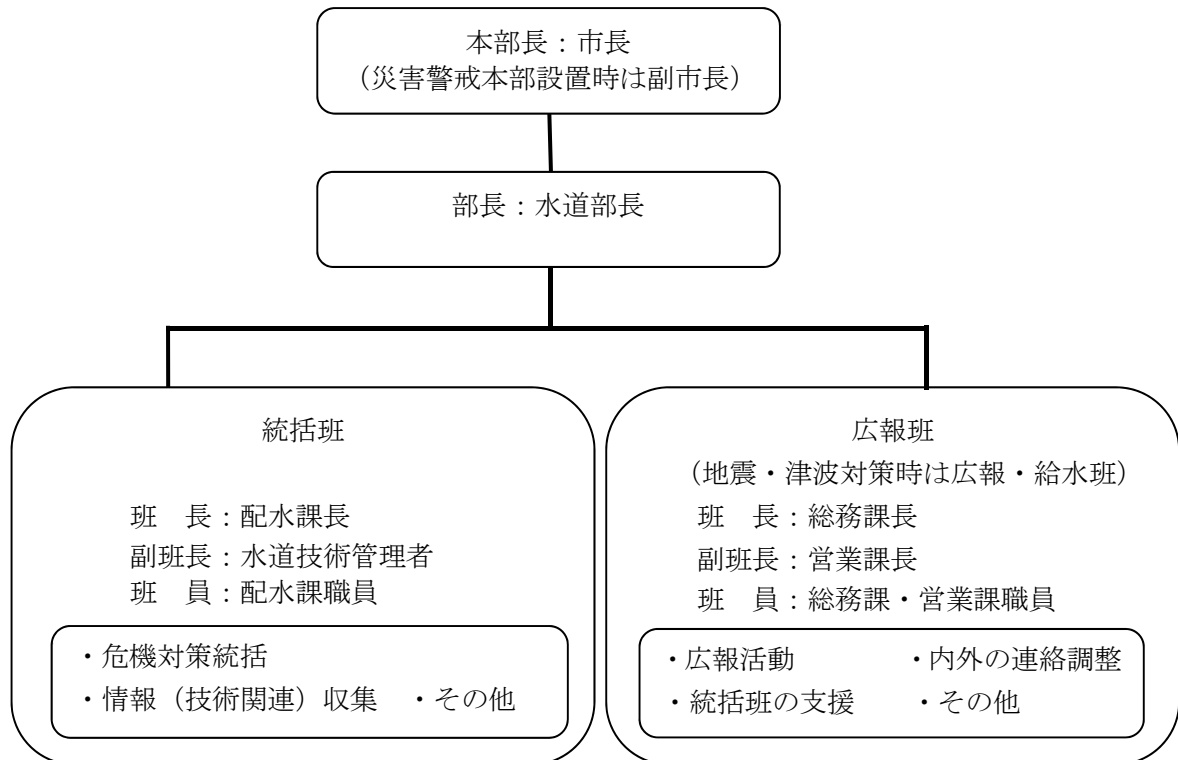 本部長：市長
（災害警戒本部設置時は副市長）
部長：水道部長
統括班
班　長：配水課長
副班長：水道技術管理者
班　員：配水課職員
・危機対策統括
・情報（技術関連）収集　・その他
広報班
（地震・津波対策時は広報・給水班）
班　長：総務課長
副班長：営業課長
班　員：総務課・営業課職員
・広報活動　・内外の連絡調整
・統括班の支援　・その他